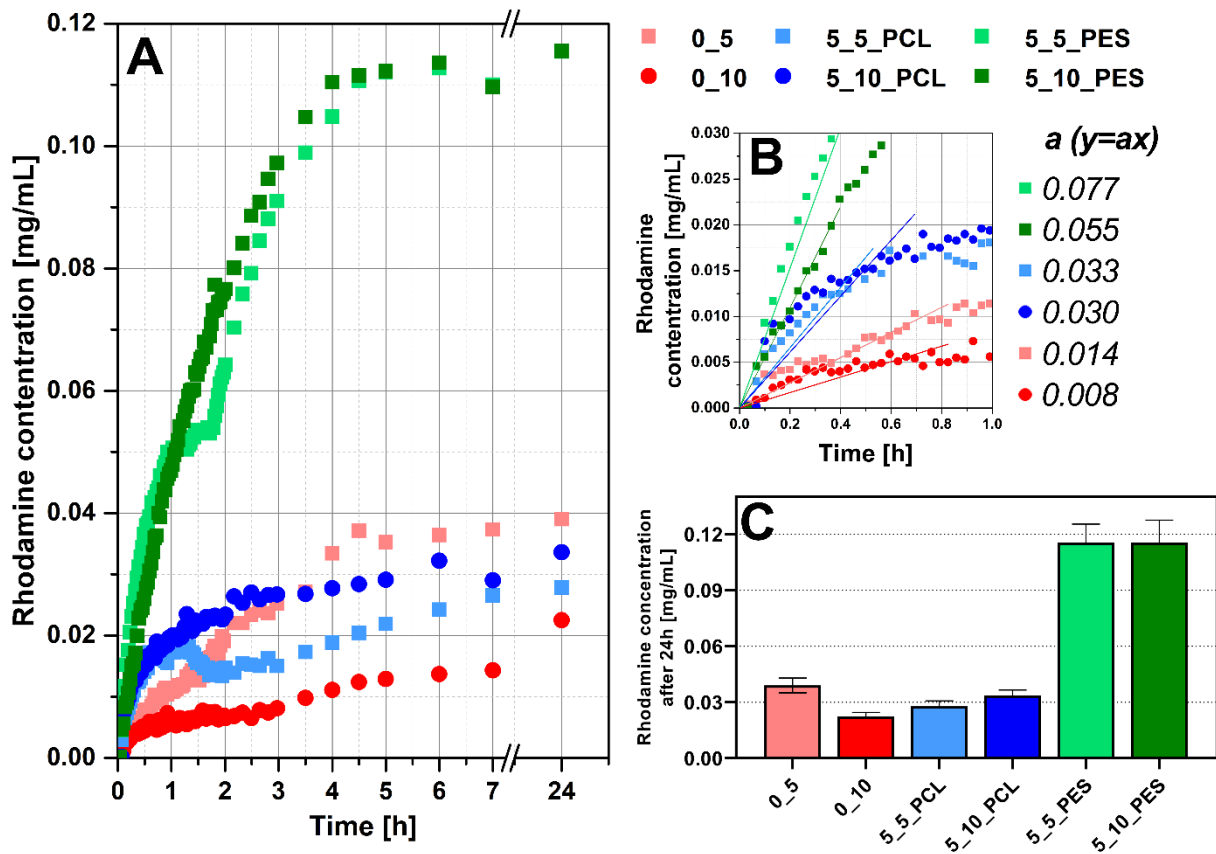 A
0.12
0.10
0.08
0.06
0.04
0.02
0.00
Rhodamine contentration [mg/mL]
0 1 2 3 4 5 6 7 24
Time [h]
0_5 5_5_PCL 5_5_PES
0_10 5_10_PCL 5_10_PES
B
0.030
0.025
0.020
0.015
0.010
0.005
0.000
Rhodamine
contentration [mg/mL]
0.0 0.2 0.4 0.6 0.8 1.0
Time [h]
a (y=ax)
0.077
0.055
0.033
0.030
0.014
0.008
C
0.12
0.09
0.06
0.03
0.00
Rhodamine concentration
after 24h [mg/mL]
0_5
0_10
5_5_PCL
5_10_PCL
5_5_PES
5_10_PES